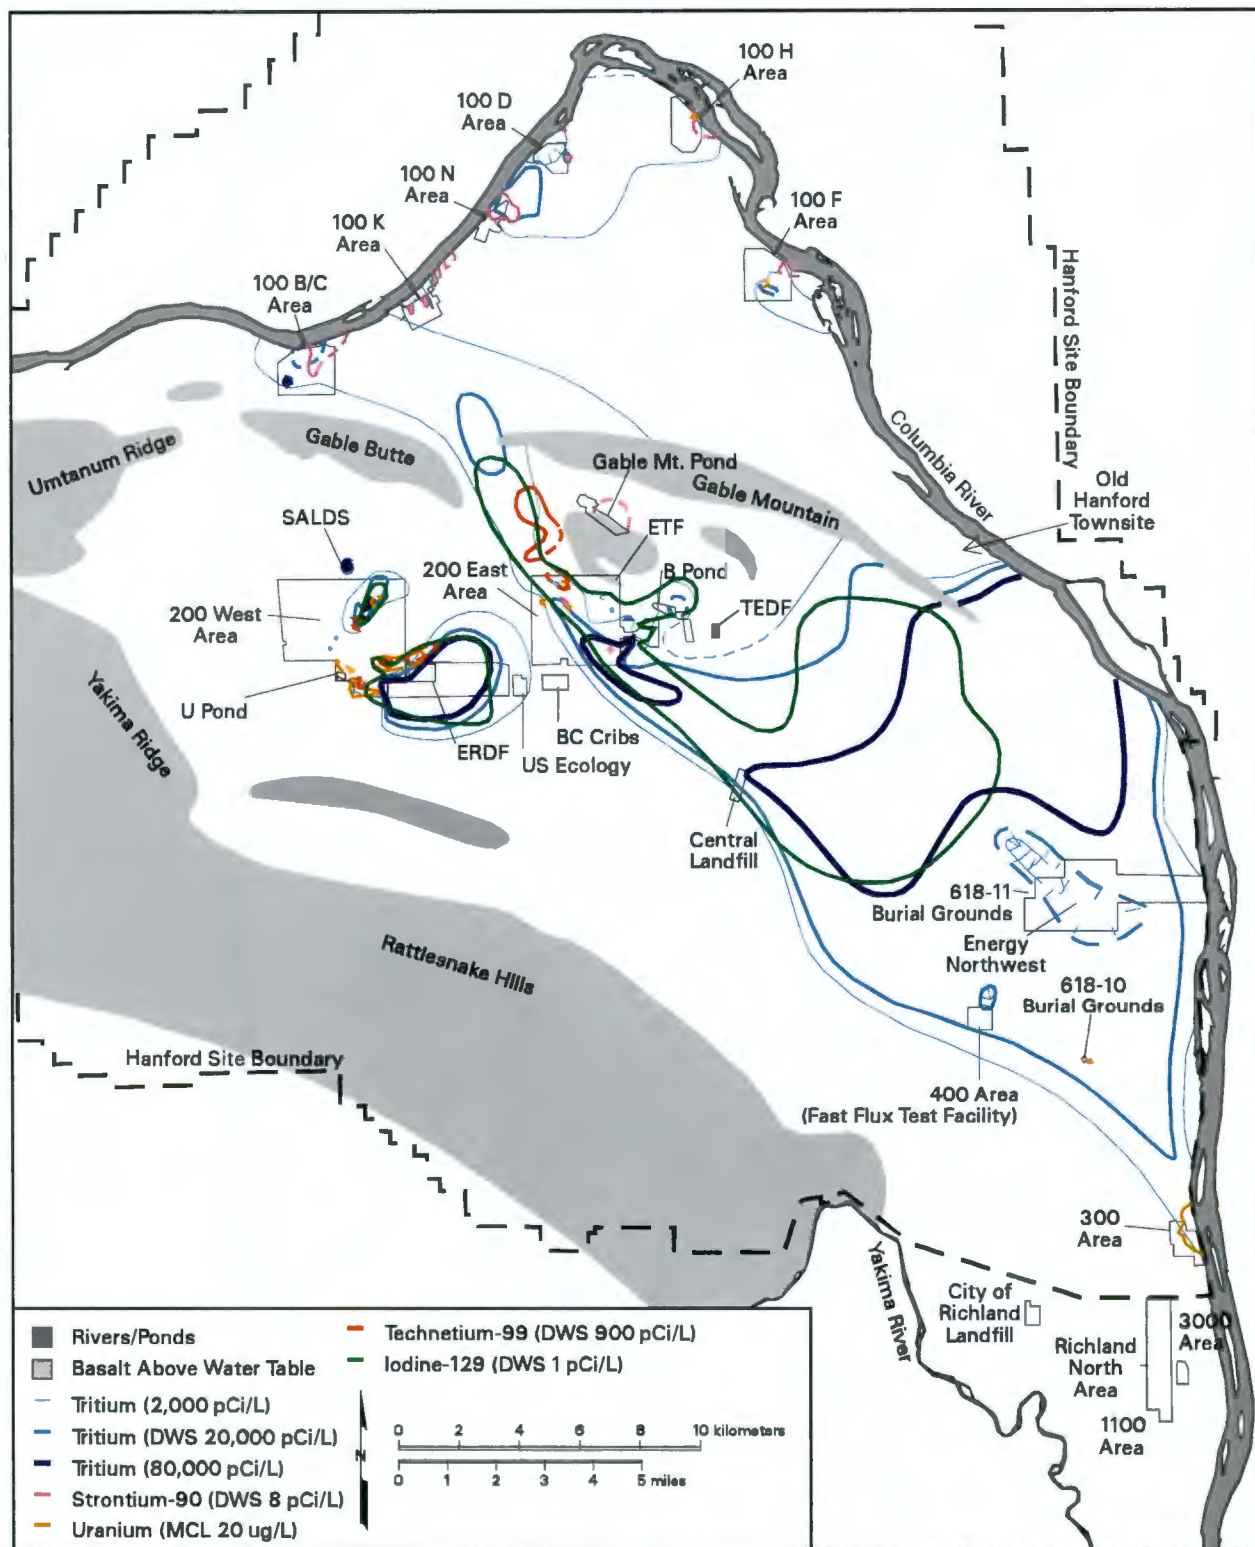 100 H
Area
100 D
Area
100 N
Area
100 K
Area
100 F
Area
100 B/C
Area
Hanford Site Boundary
Columbia River
Umtanum Ridge
Gable Butte
Gable Mt. Pond
Gable Mountain
Old
Hanford
Townsite
SALDS
ETF
200 East
Area
B Pond
TEDF
200 West
Area
U Pond
Yakima Ridge
ERDF
BC Cribs
US Ecology
Central
Landfill
618-11
Burial Grounds
Energy
Northwest
Rattlesnake Hills
618-10
Burial Grounds
Hanford Site Boundary
400 Area
(Fast Flux Test Facility)
300
Area
Yakima River
City of
Richland
Landfill
3000
Area
Richland
North
Area
1100
Area
Rivers/Ponds
Basalt Above Water Table
Tritium (2,000 pCi/L)
Tritium (DWS 20,000 pCi/L)
Tritium (80,000 pCi/L)
Strontium-90 (DWS 8 pCi/L)
Uranium (MCL 20 ug/L)
Technetium-99 (DWS 900 pCi/L)
Iodine-129 (DWS 1 pCi/L)
N
0 2 4 6 8 10 kilometers
0 1 2 3 4 5 miles